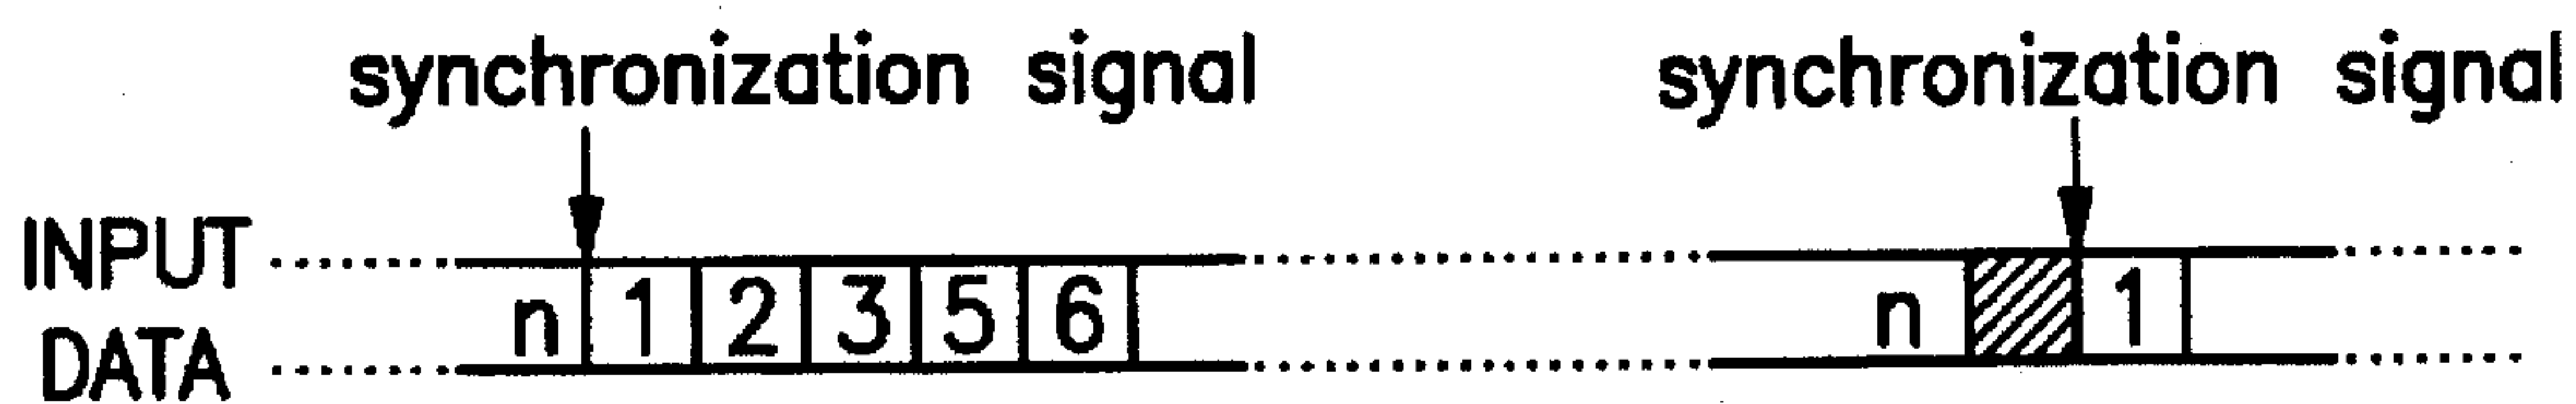 synchronization signal synchronization signal
INPUT
n 1 2 3 5 6 n 1
DATA